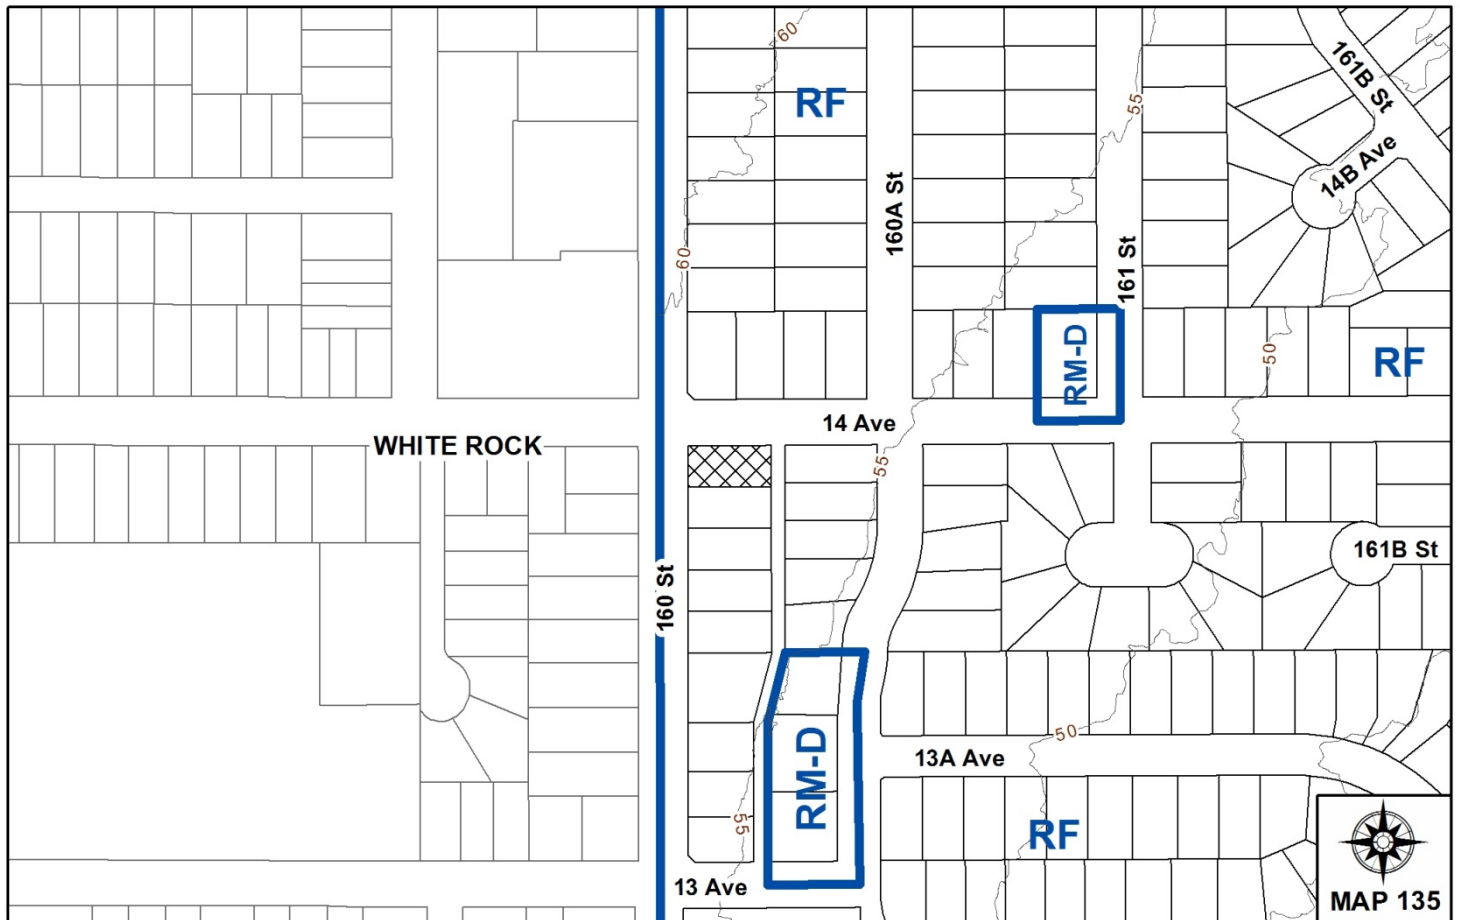 60
161B St
55
RF
14B Ave
160A St
60
161 St
RM-D
50
RF
14 Ave
WHITE ROCK
55
161B St
160 St
50
13A Ave
RM-D
55
RF
13 Ave
MAP 135